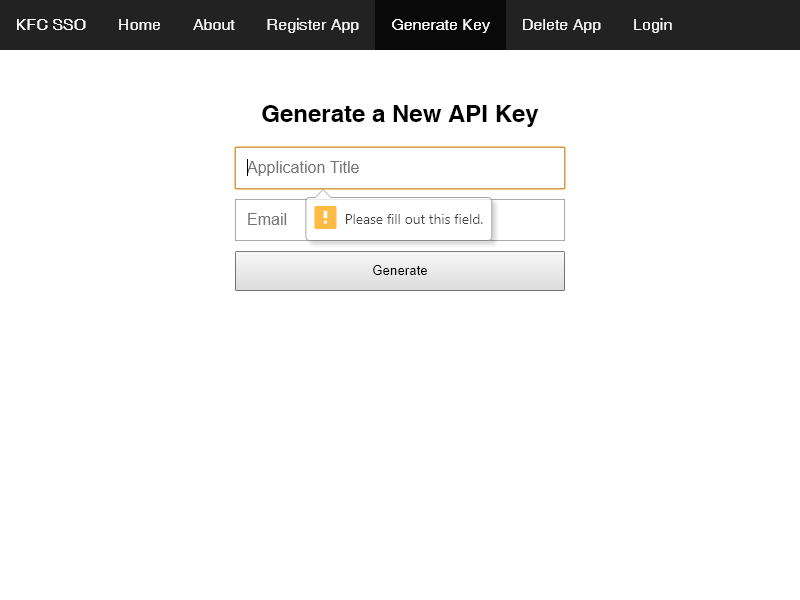 KFC SSO Home About Register App Generate Key Delete App Login
Generate a New API Key
Application Title
Email
Please fill out this field.
Generate